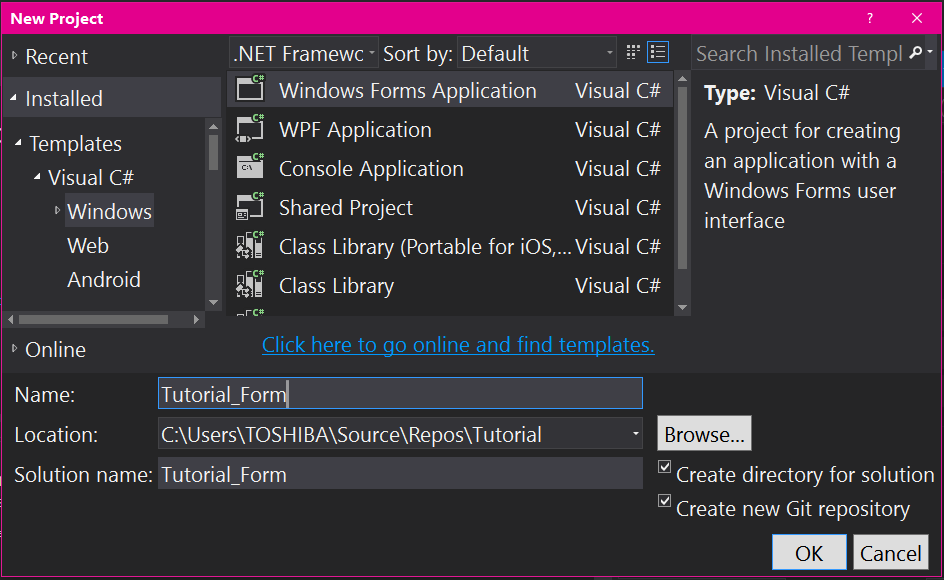 New Project
? ×
Recent
Installed
Templates
Visual C#
Windows
Web
Android
Online
.NET Framewc Sort by: Default
Windows Forms Application Visual C#
WPF Application Visual C#
Console Application Visual C#
Shared Project Visual C#
Class Library (Portable for iOS,... Visual C#
Class Library Visual C#
Click here to go online and find templates.
Search Installed Templ
Type: Visual C#
A project for creating
an application with a
Windows Forms user
interface
Name: Tutorial_Form
Location: C:\Users\TOSHIBA\Source\Repos\Tutorial Browse...
Solution name: Tutorial_Form
Create directory for solution
Create new Git repository
OK Cancel